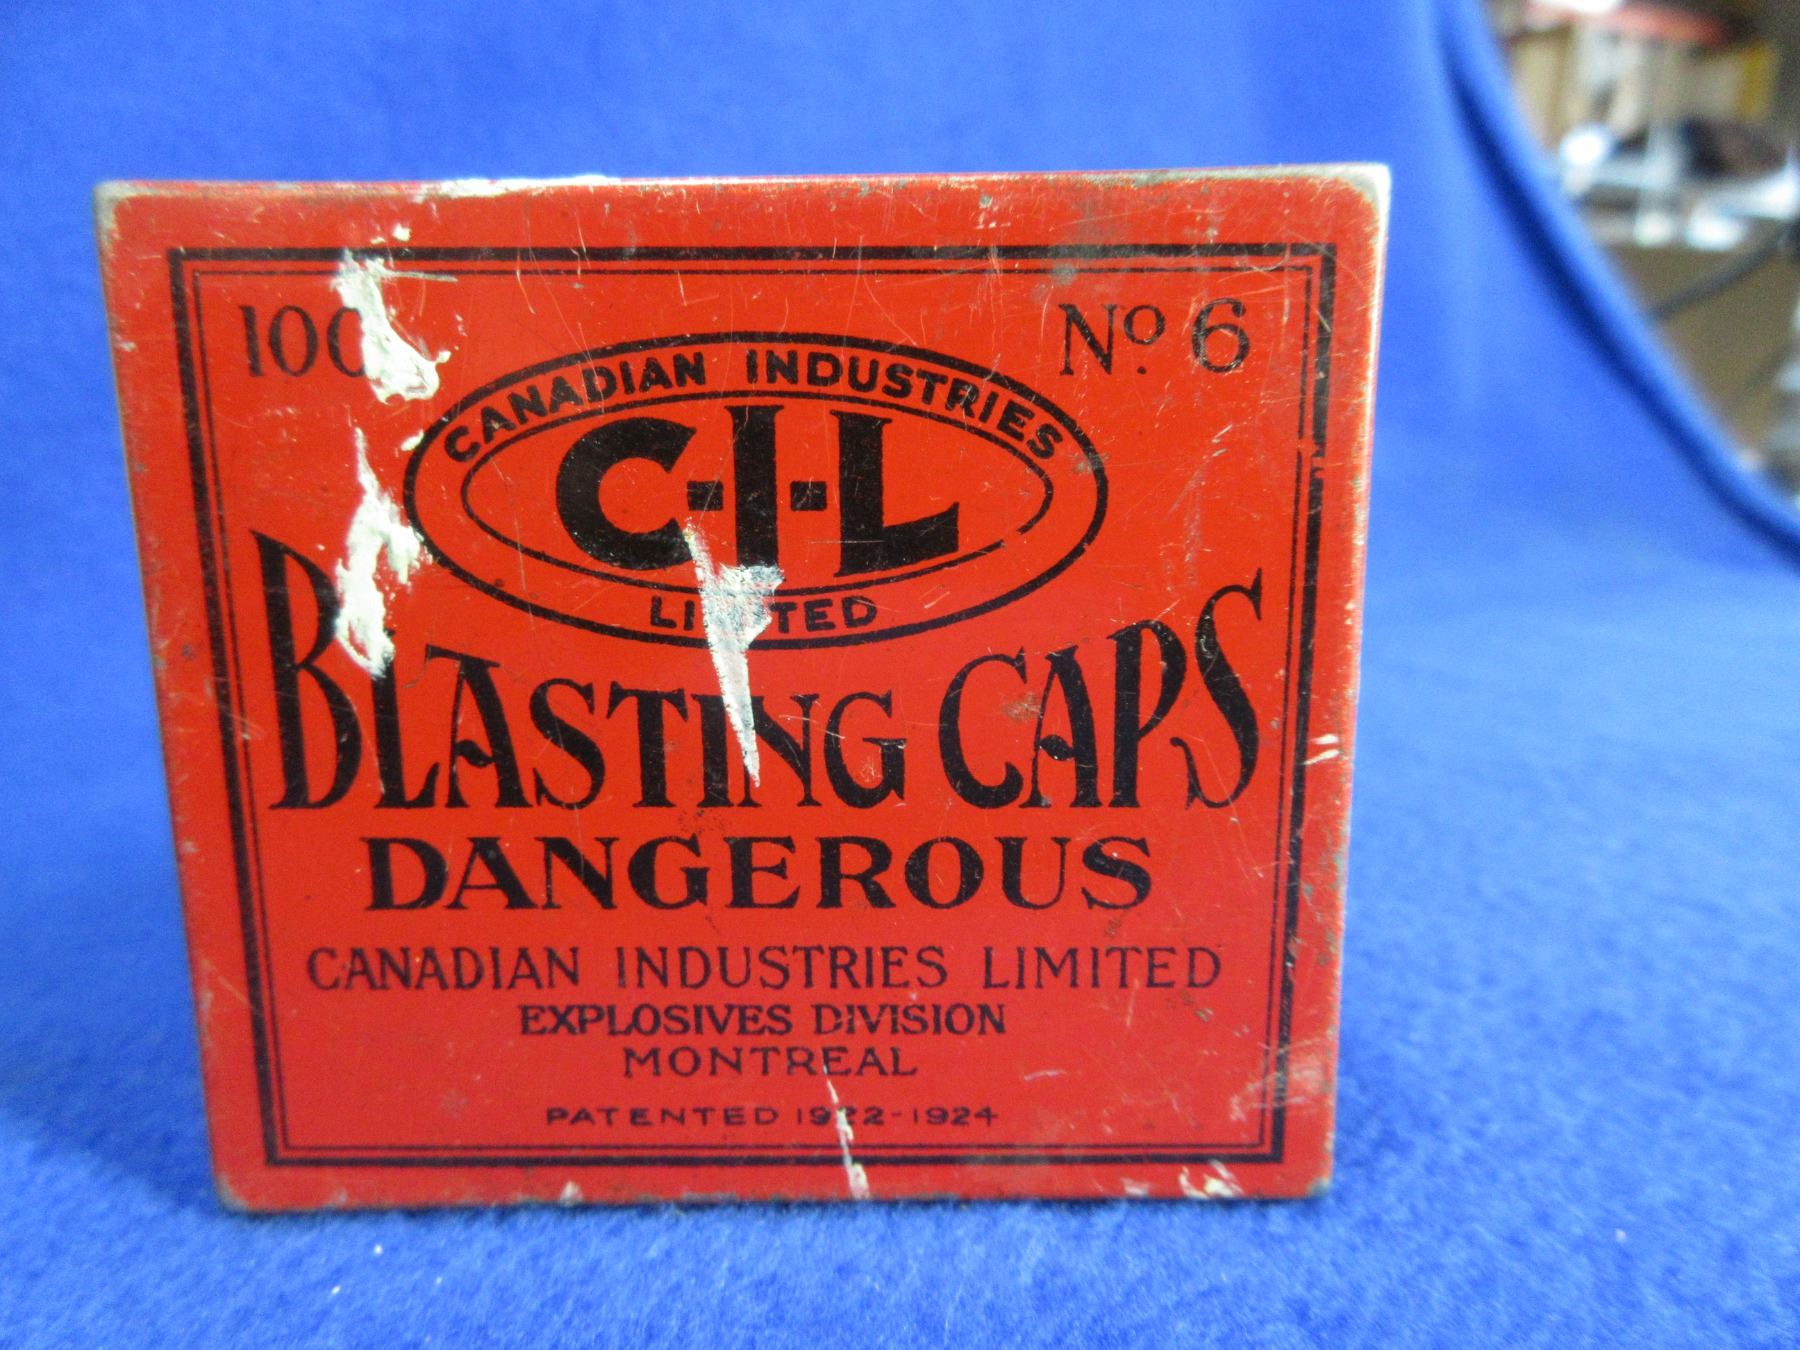 100 No. 6
CANADIAN INDUSTRIES
C-I-L
LIMITED
BLASTING CAPS
DANGEROUS
CANADIAN INDUSTRIES LIMITED
EXPLOSIVES DIVISION
MONTREAL
PATENTED 1922-1924